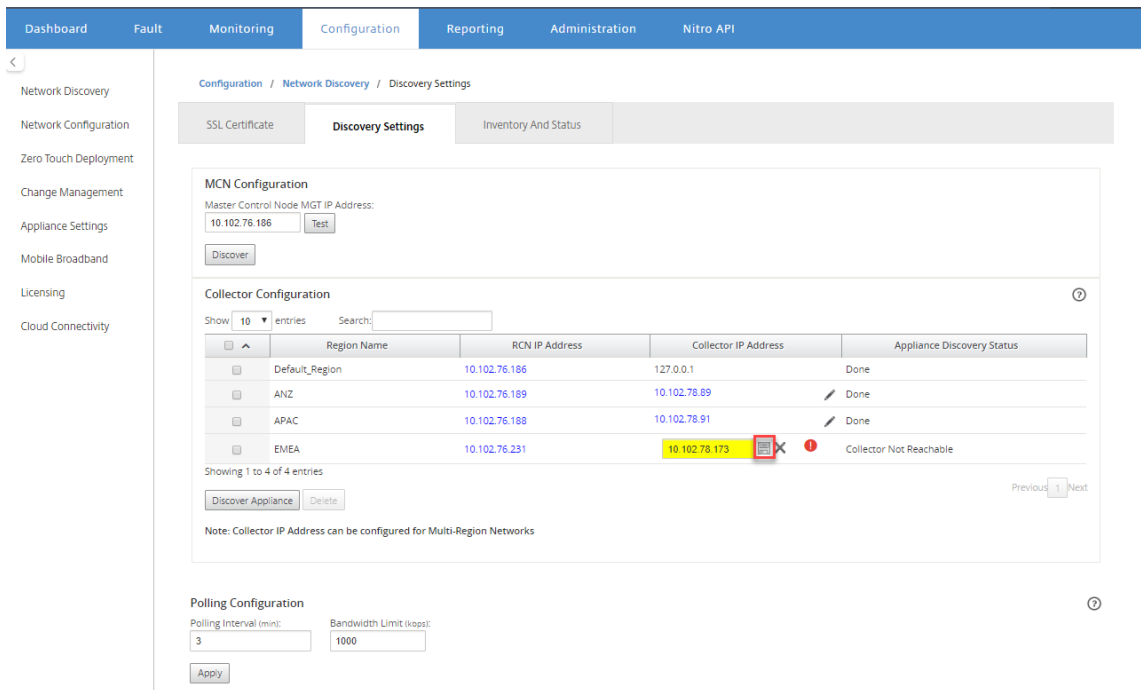 Dashboard Fault Monitoring Configuration Reporting Administration Nitro API
Network Discovery
Network Configuration
Zero Touch Deployment
Change Management
Appliance Settings
Mobile Broadband
Licensing
Cloud Connectivity
Configuration / Network Discovery / Discovery Settings
SSL Certificate Discovery Settings Inventory And Status
MCN Configuration
Master Control Node MGT IP Address:
10.102.76.186 Test
Discover
Collector Configuration
Show 10 entries Search:
Region Name RCN IP Address Collector IP Address Appliance Discovery Status
Default_Region 10.102.76.186 127.0.0.1 Done
ANZ 10.102.76.189 10.102.78.89 Done
APAC 10.102.76.188 10.102.78.91 Done
EMEA 10.102.76.231 10.102.78.173 Collector Not Reachable
Showing 1 to 4 of 4 entries
Previous 1 Next
Discover Appliance Delete
Note: Collector IP Address can be configured for Multi-Region Networks
Polling Configuration
Polling Interval (min): Bandwidth Limit (kbps):
3 1000
Apply